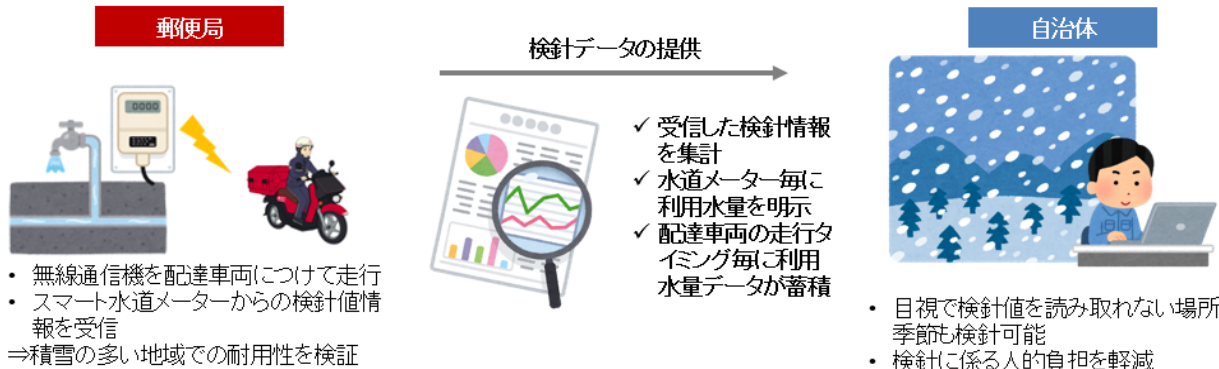 郵便局
0000
・ 無線通信機を配達車両につけて走行
・ スマート水道メーターからの検針値情
報を受信
⇒積雪の多い地域での耐用性を検証
検針データの提供
✓ 受信した検針情報
を集計
✓ 水道メーター毎に
利用水量を明示
✓ 配達車両の走行タ
イミング毎に利用
水量データが蓄積
自治体
・ 目視で検針値を読み取れない場所
季節も検針可能
・ 検針に係る人的負担を軽減